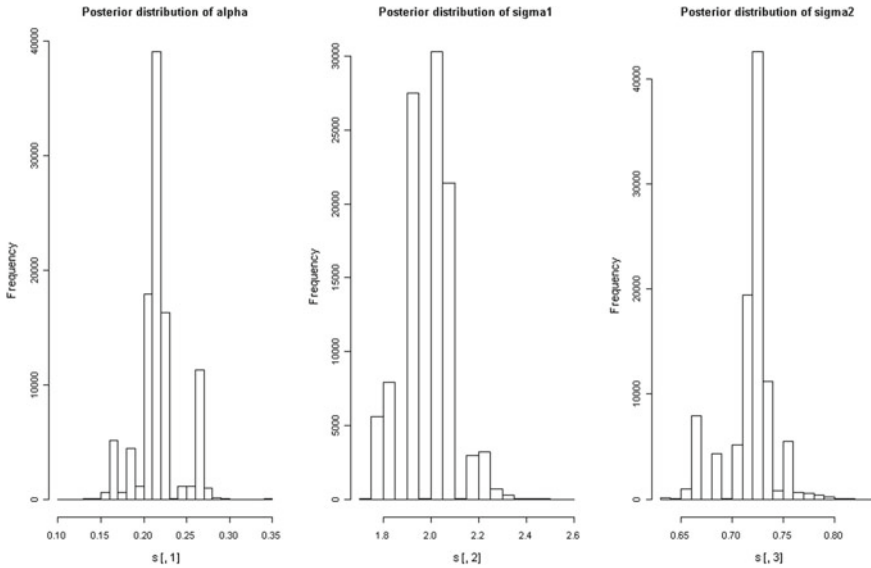 Posterior distribution of alpha
Frequency
40000
30000
20000
10000
0
0.10 0.15 0.20 0.25 0.30 0.35
s [, 1]
Posterior distribution of sigma1
Frequency
30000
25000
20000
15000
10000
5000
0
1.8 2.0 2.2 2.4 2.6
s [, 2]
Posterior distribution of sigma2
Frequency
40000
30000
20000
10000
0
0.65 0.70 0.75 0.80
s [, 3]